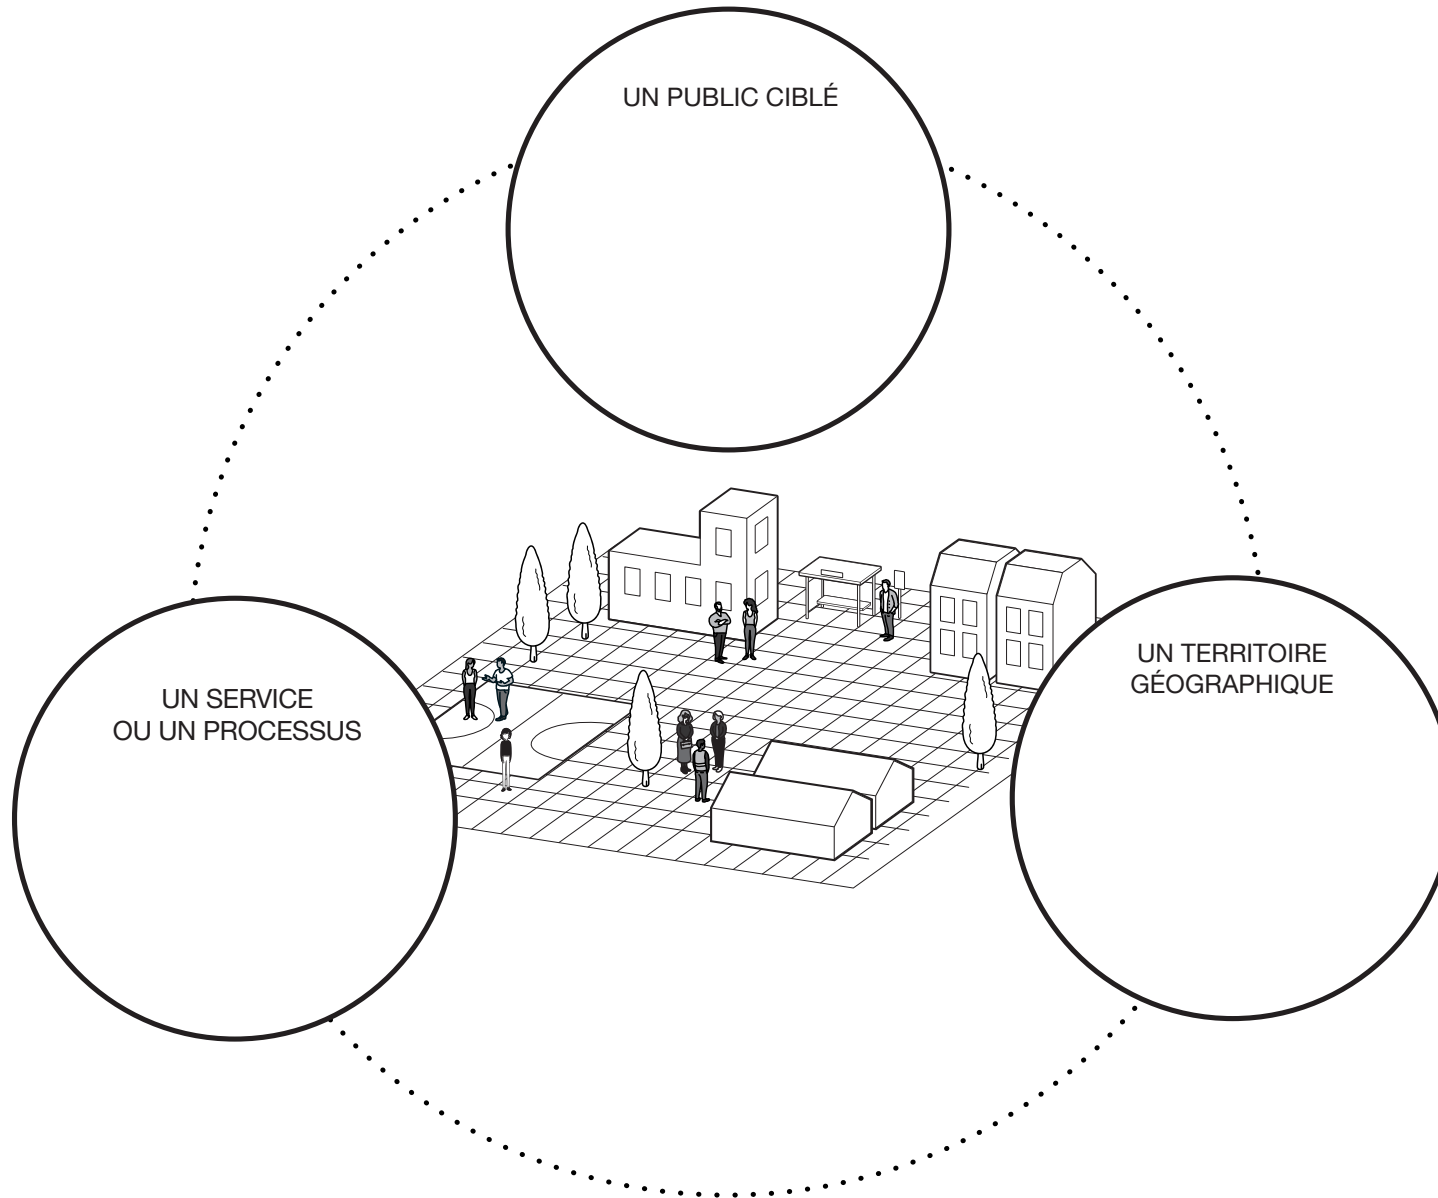 UN PUBLIC CIBLÉ
UN SERVICE
OU UN PROCESSUS
UN TERRITOIRE
GÉOGRAPHIQUE